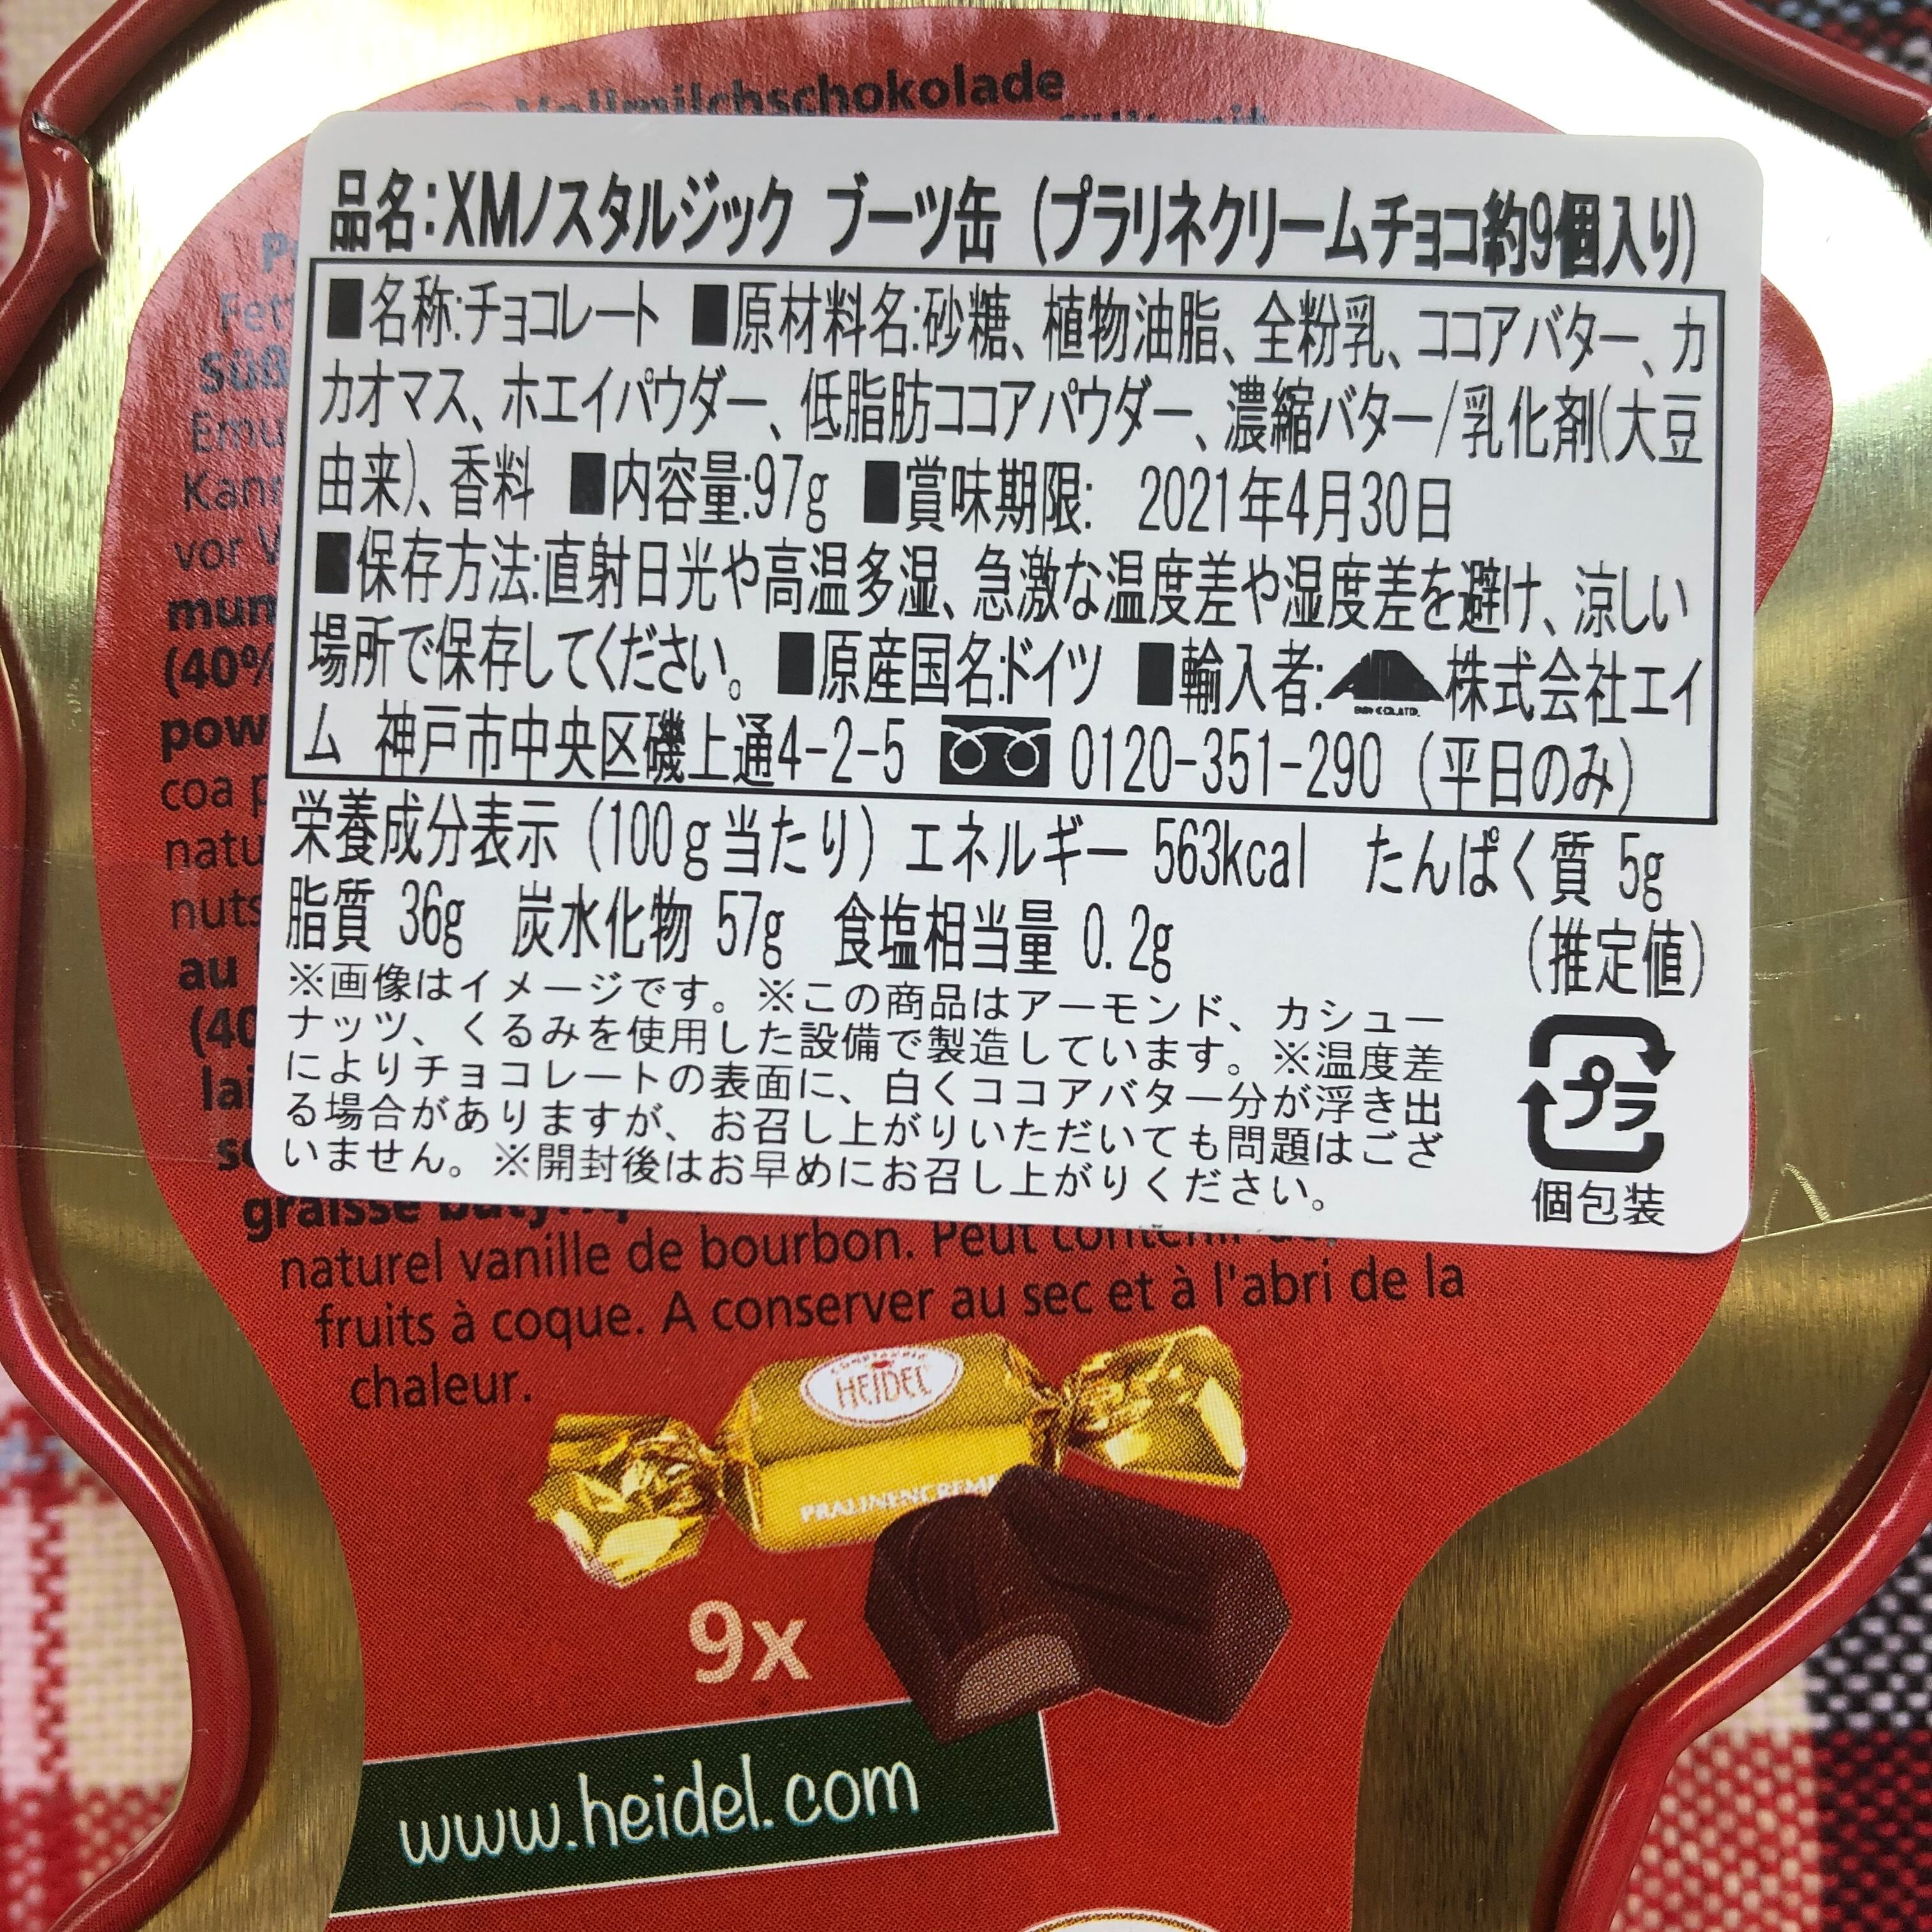 Vollmilchschokolade
品名:XMノスタルジック ブーツ缶 (プラリネクリームチョコ約9個入り)
■名称:チョコレート ■原材料名:砂糖、植物油脂、全粉乳、ココアバター、カ
カオマス、ホエイパウダー、低脂肪ココアパウダー、濃縮バター/乳化剤(大豆
由来)、香料 ■内容量:97g ■賞味期限: 2021年4月30日
■保存方法:直射日光や高温多湿、急激な温度差や湿度差を避け、涼しい
場所で保存してください。■原産国名:ドイツ ■輸入者: 株式会社エイ
ム 神戸市中央区磯上通4-2-5 0120-351-290 (平日のみ)
栄養成分表示 (100g当たり) エネルギー 563kcal たんぱく質 5g
脂質 36g 炭水化物 57g 食塩相当量 0.2g (推定値)
※画像はイメージです。※この商品はアーモンド、カシュー
ナッツ、くるみを使用した設備で製造しています。※温度差
によりチョコレートの表面に、白くココアバター分が浮き出
る場合がありますが、お召し上がりいただいても問題はござ
いません。※開封後はお早めにお召し上がりください。
プラ
個包装
Fett
Süß
Emu
Kann
vor
mun
(40%
pow
coa p
natu
nuts
au
(40
lai
graisse
naturel vanille de bourbon. Peut contenir
fruits à coque. A conserver au sec et à l'abri de la
chaleur.
HEIDEL
PRALINENCREME
9x
www.heidel.com